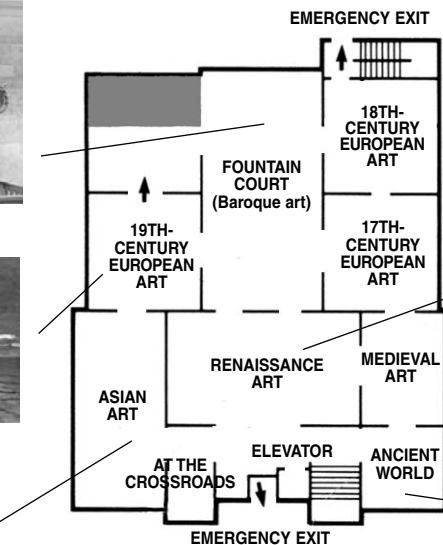 EMERGENCY EXIT
18TH-
CENTURY
EUROPEAN
ART
FOUNTAIN
COURT
(Baroque art)
19TH-
CENTURY
EUROPEAN
ART
17TH-
CENTURY
EUROPEAN
ART
RENAISSANCE
ART
MEDIEVAL
ART
ASIAN
ART
AT THE
CROSSROADS
ELEVATOR
ANCIENT
WORLD
EMERGENCY EXIT